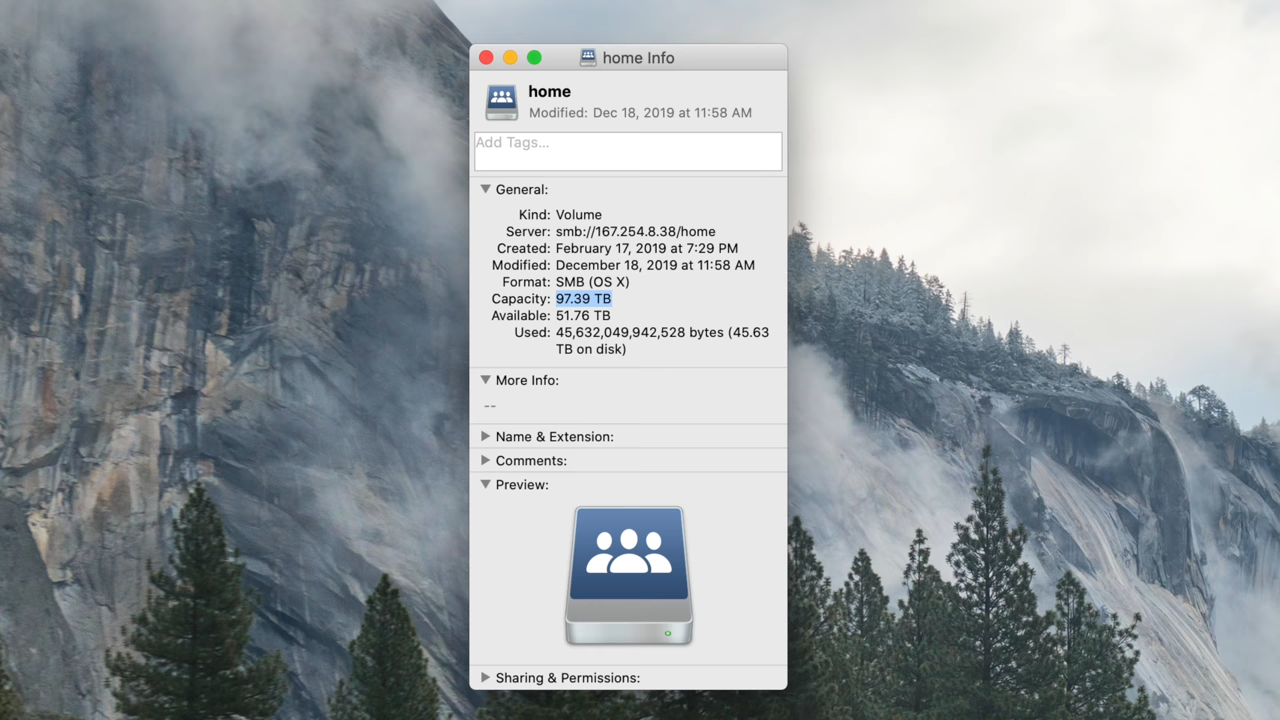 home Info
home
Modified: Dec 18, 2019 at 11:58 AM
Add Tags...
General:
Kind: Volume
Server: smb://167.254.8.38/home
Created: February 17, 2019 at 7:29 PM
Modified: December 18, 2019 at 11:58 AM
Format: SMB (OS X)
Capacity: 97.39 TB
Available: 51.76 TB
Used: 45,632,049,942,528 bytes (45.63
TB on disk)
More Info:
--
Name & Extension:
Comments:
Preview:
Sharing & Permissions: